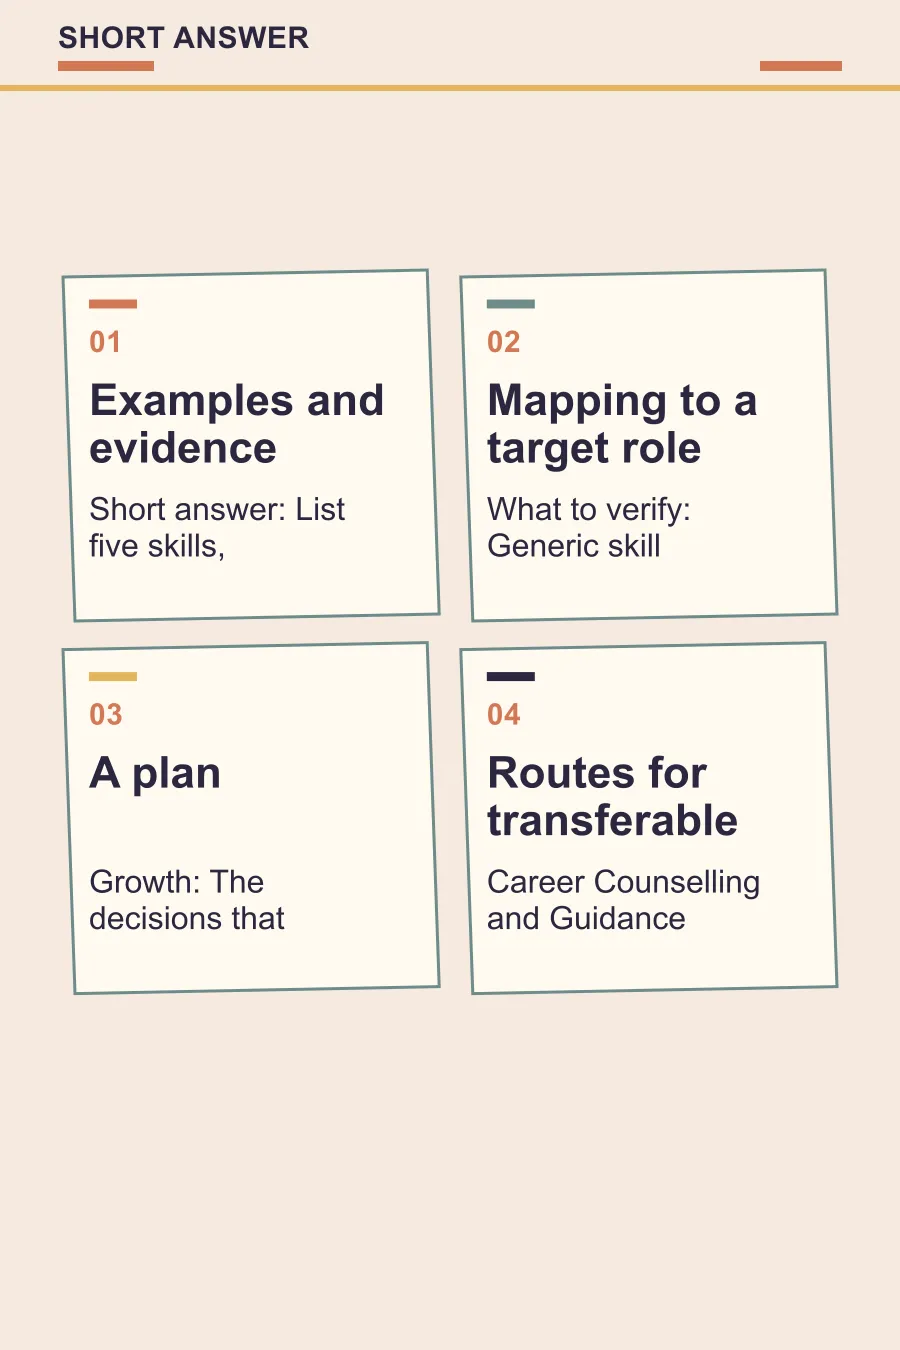 SHORT ANSWER
01
Examples and
evidence
Short answer: List
five skills,
02
Mapping to a
target role
What to verify:
Generic skill
03
A plan
Growth: The
decisions that
04
Routes for
transferable
Career Counselling
and Guidance